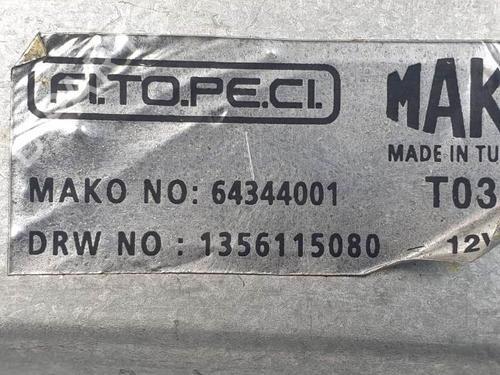 FI.TO.PE.CI.
MAK
MADE IN TU
MAKO NO: 64344001
T03
DRW NO : 1356115080
12V